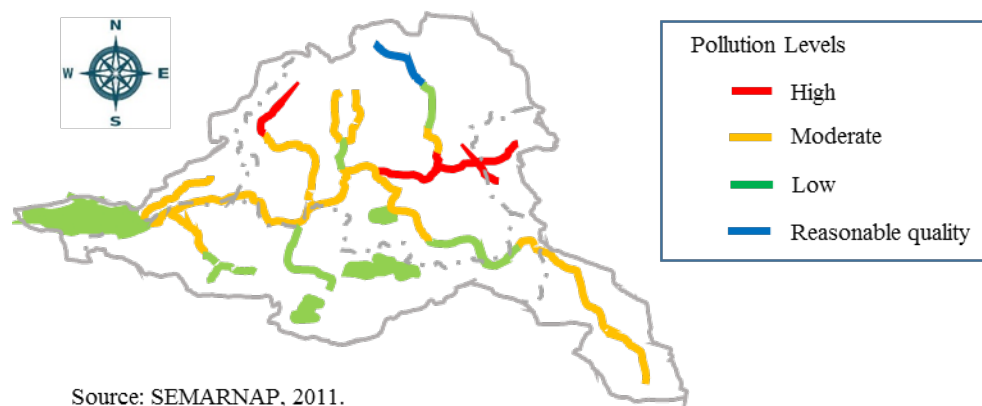 N
W E
S
Pollution Levels
High
Moderate
Low
Reasonable quality
Source: SEMARNAP, 2011.